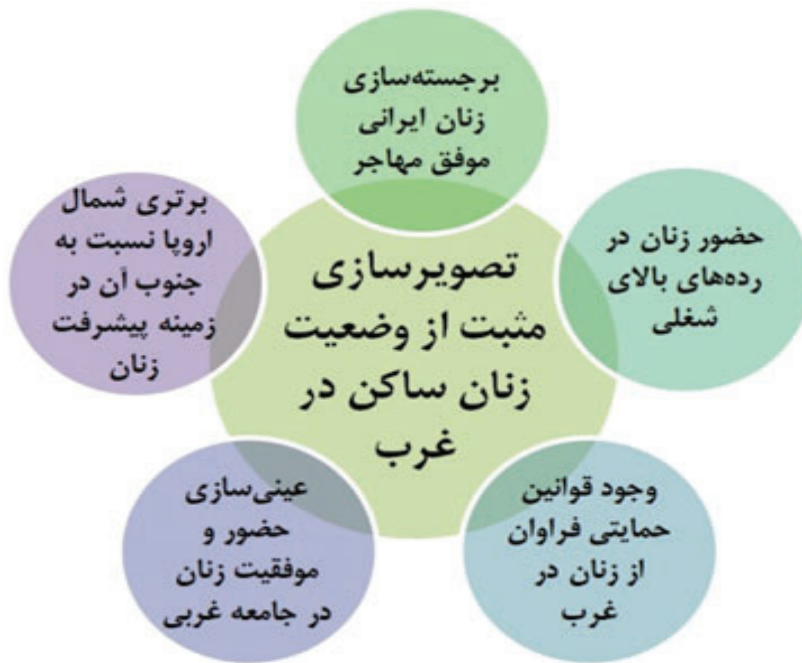 برجسته‌سازی
زنان ایرانی
موفق مهاجر
حضور زنان در
رده‌های بالای
شغلی
وجود قوانین
حمایتی فراوان
از زنان در
غرب
عینی‌سازی
حضور و
موفقیت زنان
در جامعه غربی
برتری شمال
اروپا نسبت به
جنوب آن در
زمینه پیشرفت
زنان
تصویرسازی
مثبت از وضعیت
زنان ساکن در
غرب